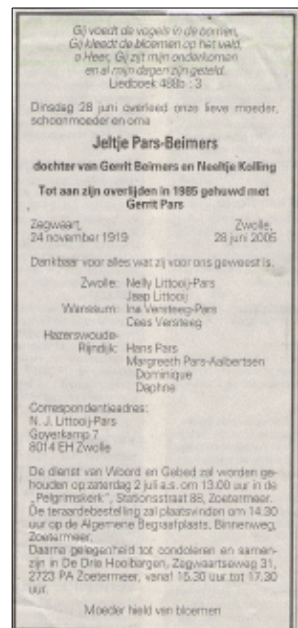 Gij voedt de vogels in de bomen,
Gij kleedt de bloemen op het veld,
o Heer, Gij zijt mijn onderkomen
en al mijn dagen zijn geteld.
Liedboek 488b : 3
Dinsdag 28 juni overleed onze lieve moeder,
schoonmoeder en oma
Jeltje Pars-Beimers
dochter van Gerrit Beimers en Neeltje Kolling
Tot aan zijn overlijden in 1985 gehuwd met
Gerrit Pars
Zegwaart, Zwolle,
24 november 1919 28 juni 2005
Dankbaar voor alles wat zij voor ons geweest is.
Zwolle: Nelly Littooij-Pars
Jaap Littooij
Wanssum: Ina Versteeg-Pars
Cees Versteeg
Hazerswoude-
Rijndijk: Hans Pars
Margreeth Pars-Aalbertsen
Dominique
Daphne
Correspondentieadres:
N. J. Littooij-Pars
Goyerkamp 7
8014 EH Zwolle
De dienst van Woord en Gebed zal worden ge-
houden op zaterdag 2 juli a.s. om 13.00 uur in de
„Pelgrimskerk”, Stationsstraat 88, Zoetermeer.
De teraardebestelling zal plaatsvinden om 14.30
uur op de Algemene Begraafplaats, Binnenweg,
Zoetermeer.
Daarna gelegenheid tot condoleren en samen-
zijn in De Drie Hooibargen, Zegwaartseweg 31,
2723 PA Zoetermeer, vanaf 15.30 uur tot 17.30
uur.
Moeder hield van bloemen